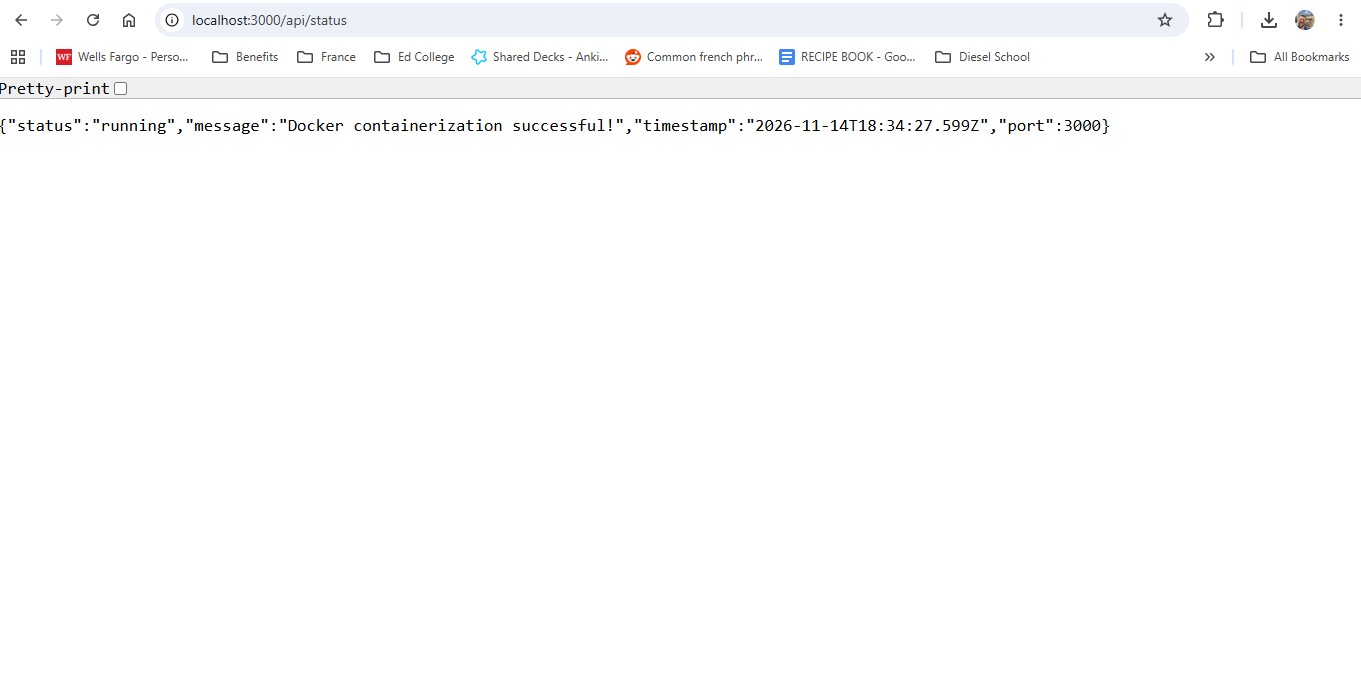 localhost:3000/api/status
WF Wells Fargo - Perso... Benefits France Ed College Shared Decks - Anki... Common french phr... RECIPE BOOK - Goo... Diesel School All Bookmarks
Pretty-print
{"status":"running","message":"Docker containerization successful!","timestamp":"2026-11-14T18:34:27.599Z","port":3000}